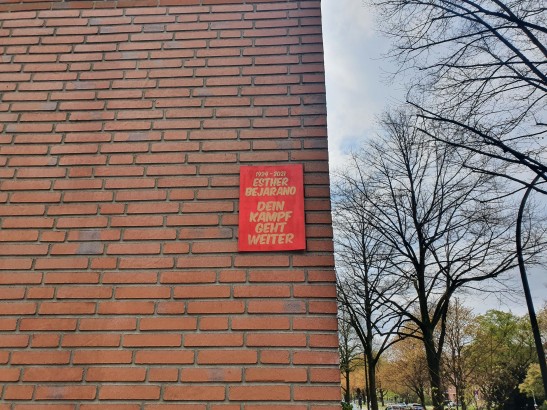 1924 - 2021
ESTHER
BEJARANO
DEIN
KAMPF
GEHT
WEITER